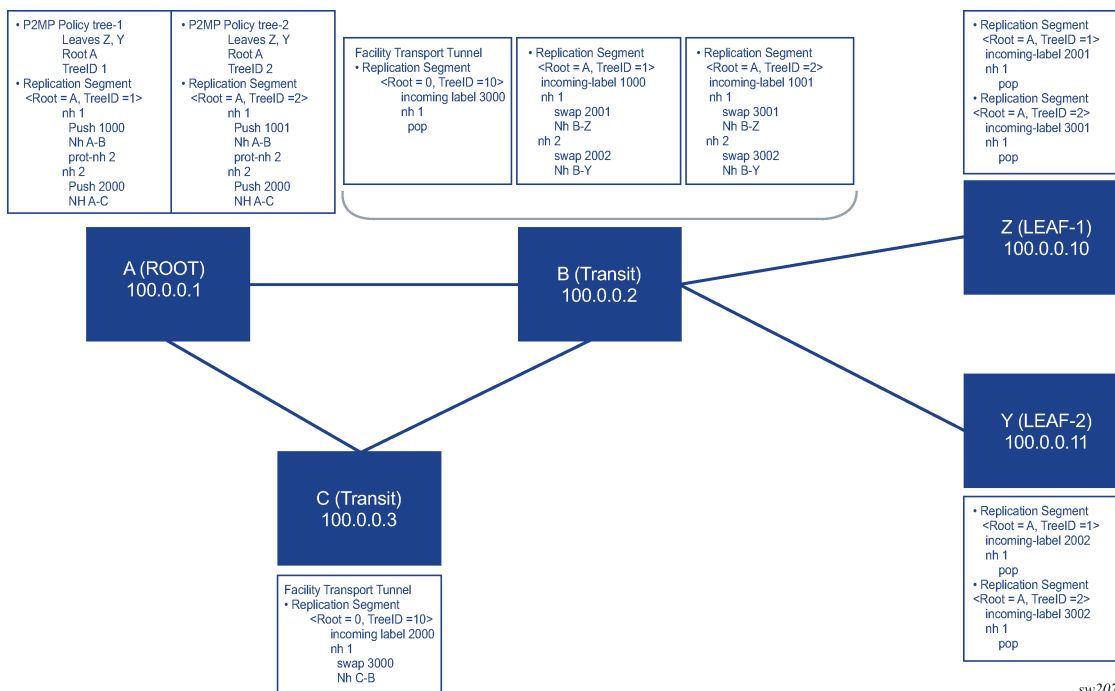 • P2MP Policy tree-1
Leaves Z, Y
Root A
TreeID 1
• Replication Segment
<Root = A, TreeID =1>
nh 1
Push 1000
Nh A-B
prot-nh 2
nh 2
Push 2000
NH A-C
• P2MP Policy tree-2
Leaves Z, Y
Root A
TreeID 2
• Replication Segment
<Root = A, TreeID =2>
nh 1
Push 1001
Nh A-B
prot-nh 2
nh 2
Push 2000
NH A-C
Facility Transport Tunnel
• Replication Segment
<Root = 0, TreeID =10>
incoming label 3000
nh 1
pop
• Replication Segment
<Root = A, TreeID =1>
incoming-label 1000
nh 1
swap 2001
Nh B-Z
nh 2
swap 2002
Nh B-Y
• Replication Segment
<Root = A, TreeID =2>
incoming-label 1001
nh 1
swap 3001
Nh B-Z
nh 2
swap 3002
Nh B-Y
• Replication Segment
<Root = A, TreeID =1>
incoming-label 2001
nh 1
pop
• Replication Segment
<Root = A, TreeID =2>
incoming-label 3001
nh 1
pop
A (ROOT)
100.0.0.1
B (Transit)
100.0.0.2
Z (LEAF-1)
100.0.0.10
Y (LEAF-2)
100.0.0.11
C (Transit)
100.0.0.3
• Replication Segment
<Root = A, TreeID =1>
incoming-label 2002
nh 1
pop
• Replication Segment
<Root = A, TreeID =2>
incoming-label 3002
nh 1
pop
Facility Transport Tunnel
• Replication Segment
<Root = 0, TreeID =10>
incoming label 2000
nh 1
swap 3000
Nh C-B